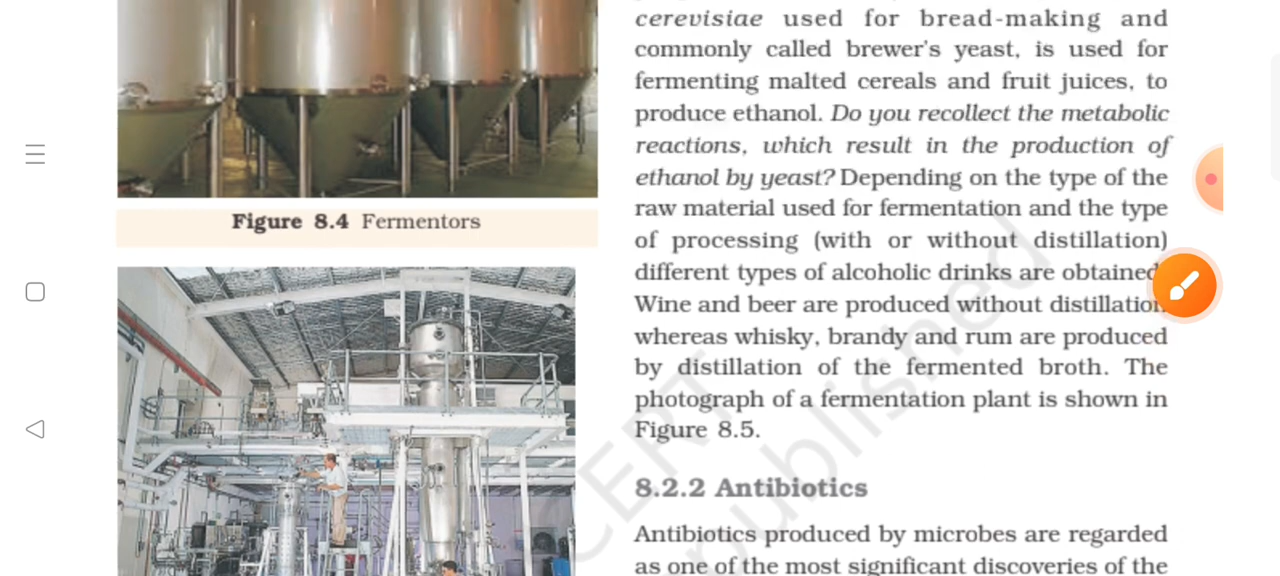 Figure 8.4 Fermentors
cerevisiae used for bread-making and
commonly called brewer's yeast, is used for
fermenting malted cereals and fruit juices, to
produce ethanol. Do you recollect the metabolic
reactions, which result in the production of
ethanol by yeast? Depending on the type of the
raw material used for fermentation and the type
of processing (with or without distillation)
different types of alcoholic drinks are obtained
Wine and beer are produced without distillation
whereas whisky, brandy and rum are produced
by distillation of the fermented broth. The
photograph of a fermentation plant is shown in
Figure 8.5.
8.2.2 Antibiotics
Antibiotics produced by microbes are regarded
as one of the most significant discoveries of the
NCERT
published